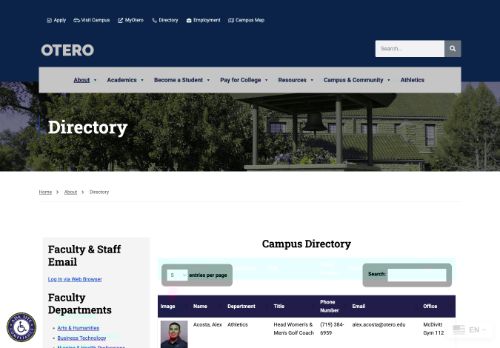 Apply
Visit Campus
MyOtero
Directory
Employment
Campus Map
OTERO
Search...
About
Academics
Become a Student
Pay for College
Resources
Campus & Community
Athletics
Directory
Home
About
Directory
Faculty & Staff
Email
Log in via Web Browser
Faculty
Departments
Arts & Humanities
Business Technology
Campus Directory
5
entries per page
Search:
Image
Name
Department
Title
Phone
Number
Email
Office
Acosta, Alex
Athletics
Head Women's &
Men's Golf Coach
(719) 384-
6959
alex.acosta@otero.edu
McDivitt
Gym 112
EN